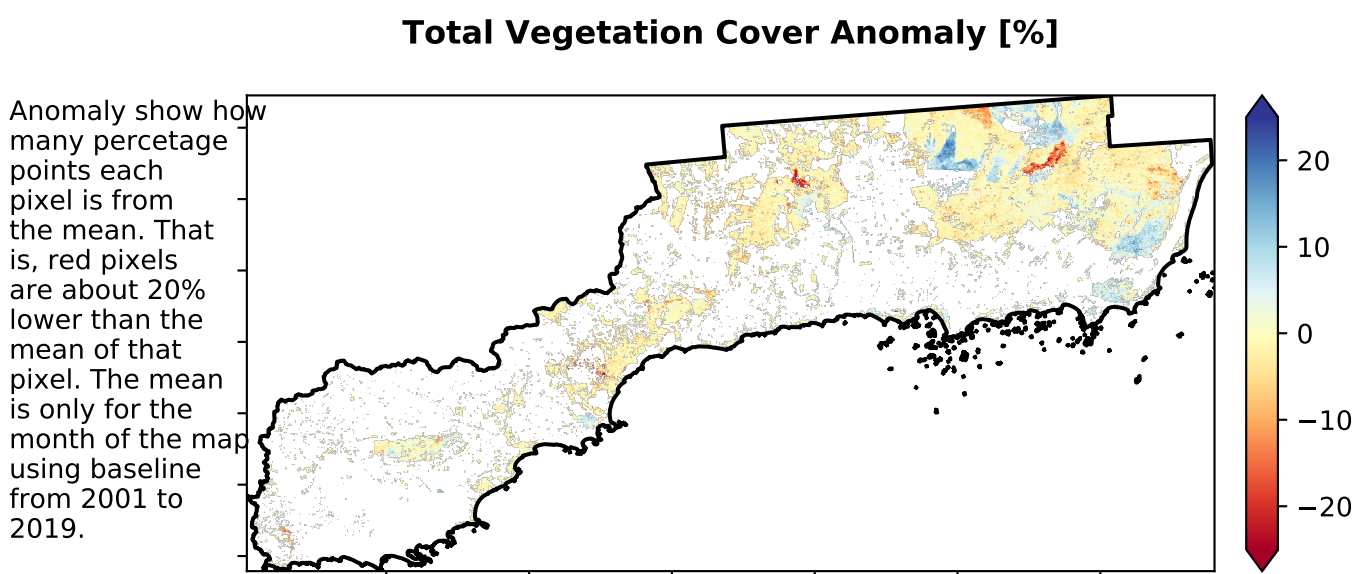 Total Vegetation Cover Anomaly [%]
Anomaly show how
many percetage
points each
pixel is from
the mean. That
is, red pixels
are about 20%
lower than the
mean of that
pixel. The mean
is only for the
month of the map
using baseline
from 2001 to
2019.
20
10
0
−10
−20